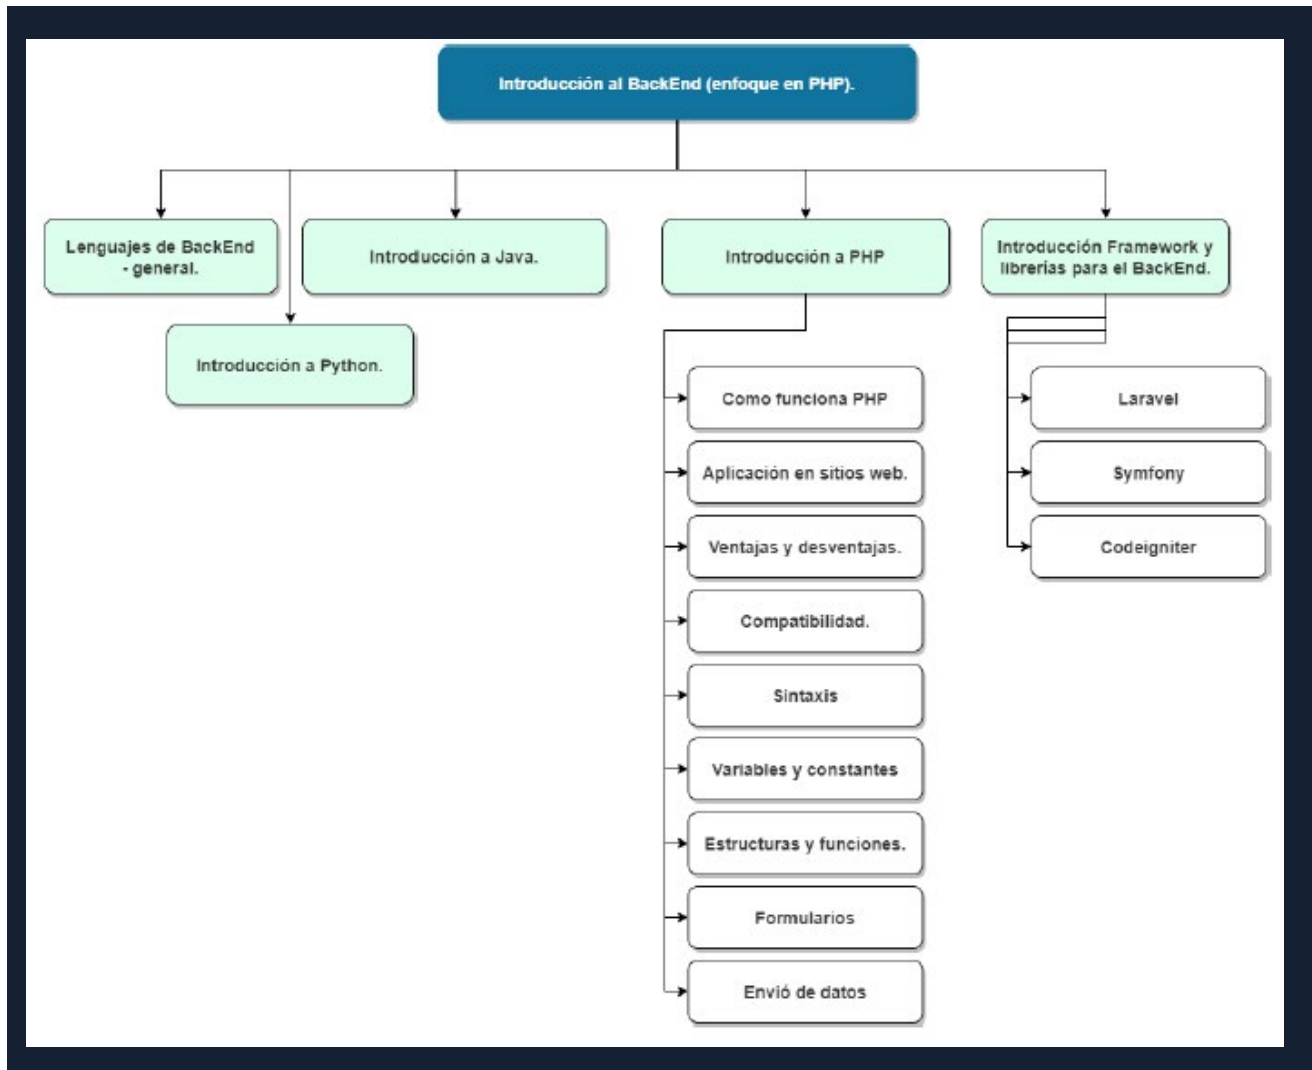 Introducción al BackEnd (enfoque en PHP).
Lenguajes de BackEnd
- general.
Introducción a Java.
Introducción a PHP
Introducción Framework y
librerías para el BackEnd.
Introducción a Python.
Como funciona PHP
Aplicación en sitios web.
Ventajas y desventajas.
Compatibilidad.
Sintaxis
Variables y constantes
Estructuras y funciones.
Formularios
Envió de datos
Laravel
Symfony
Codeigniter